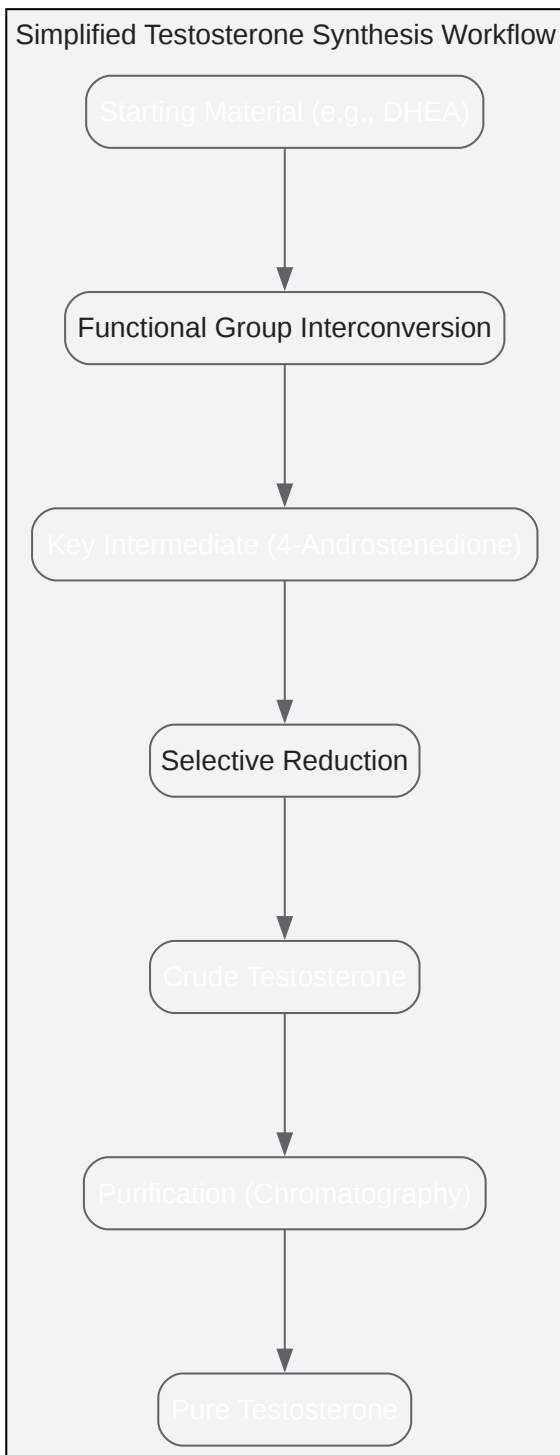 Simplified Testosterone Synthesis Workflow
Starting Material (e.g., DHEA)
Functional Group Interconversion
Key Intermediate (4-Androstenedione)
Selective Reduction
Crude Testosterone
Purification (Chromatography)
Pure Testosterone